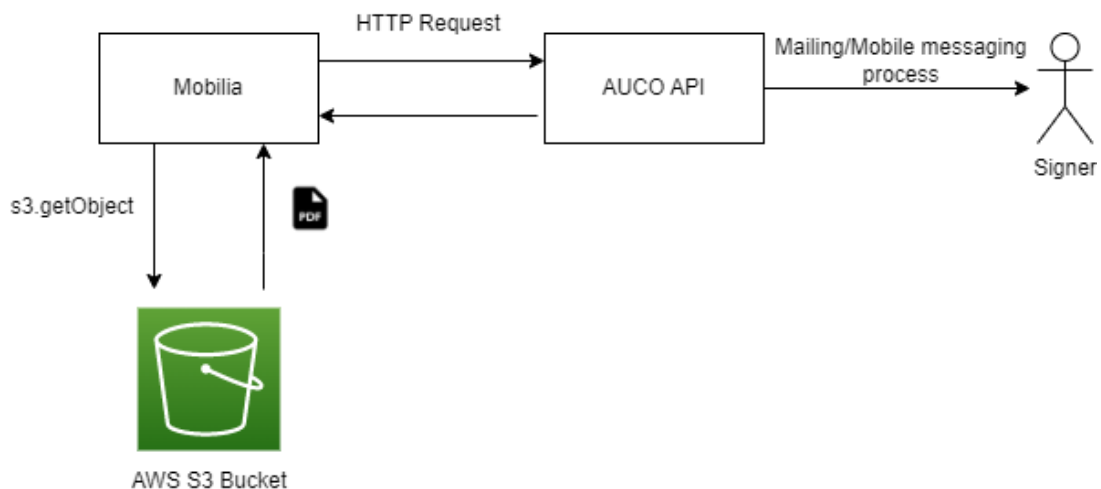 HTTP Request
Mobilia
AUCO API
Mailing/Mobile messaging
process
Signer
s3.getObject
PDF
AWS S3 Bucket